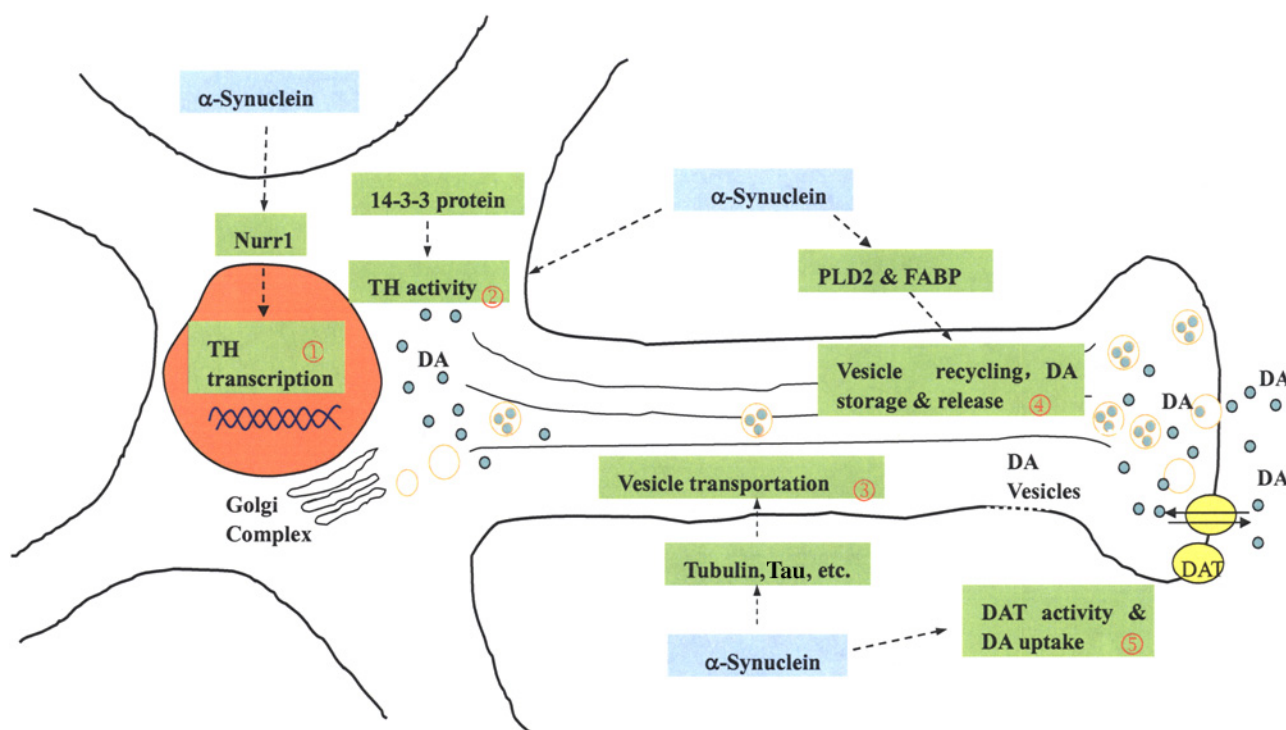 α-Synuclein
14-3-3 protein
α-Synuclein
Nurr1
TH activity ②
PLD2 & FABP
TH ①
transcription
DA
Vesicle recycling, DA
storage & release ④
DA
DA
DA
Golgi
Complex
Vesicle transportation ③
DA
Vesicles
Tubulin, Tau, etc.
DAT
DAT activity &
DA uptake ⑤
α-Synuclein